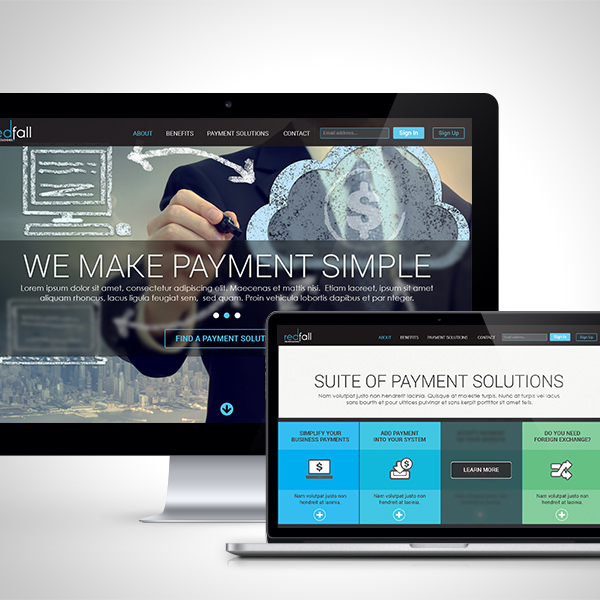 redfall
ABOUT BENEFITS PAYMENT SOLUTIONS CONTACT Email address... Sign In Sign Up
$
WE MAKE PAYMENT SIMPLE
Lorem ipsum dolor sit amet, consectetur adipiscing elit. Maecenas et mattis nisi. Etiam laoreet, ipsum sit amet
aliquam rhoncus, lacus ligula feugiat sem, sed quam. Proin vehicula lobortis dapibus et par nteger.
FIND A PAYMENT SOLUT
redfall
ABOUT BENEFITS PAYMENT SOLUTIONS CONTACT Email address... Sign In Sign Up
SUITE OF PAYMENT SOLUTIONS
Nam volutpat justo non hendrerit lacinia. Quisque at molestie turpis. Nunc at turpis vel lacus
sans bourth et pour ultrices pulvinar et sans kerpit porttitor sit amet felis.
SIMPLIFY YOUR
BUSINESS PAYMENTS
$
Nam volutpat justo non
hendrerit at lacinia.
ADD PAYMENT
INTO YOUR SYSTEM
$
Nam volutpat justo non
hendrerit at lacinia.
LEARN MORE
DO YOU NEED
FOREIGN EXCHANGE?
Nam volutpat justo non
hendrerit at lacinia.